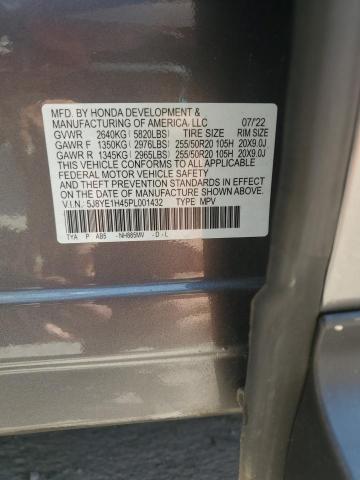 MFD. BY HONDA DEVELOPMENT &
MANUFACTURING OF AMERICA, LLC 07/'22
GVWR 2640KG(5820LBS) TIRE SIZE RIM SIZE
GAWR F 1350KG(2976LBS) 255/50R20 105H 20X9.0J
GAWR R 1345KG(2965LBS) 255/50R20 105H 20X9.0J
THIS VEHICLE CONFORMS TO ALL APPLICABLE
FEDERAL MOTOR VEHICLE SAFETY
AND THEFT PREVENTION STANDARDS IN EFFECT
ON THE DATE OF MANUFACTURE SHOWN ABOVE.
V.I.N.: 5J8YE1H45PL001432 TYPE: MPV
TYA P AB5 -NH885MV -D-L